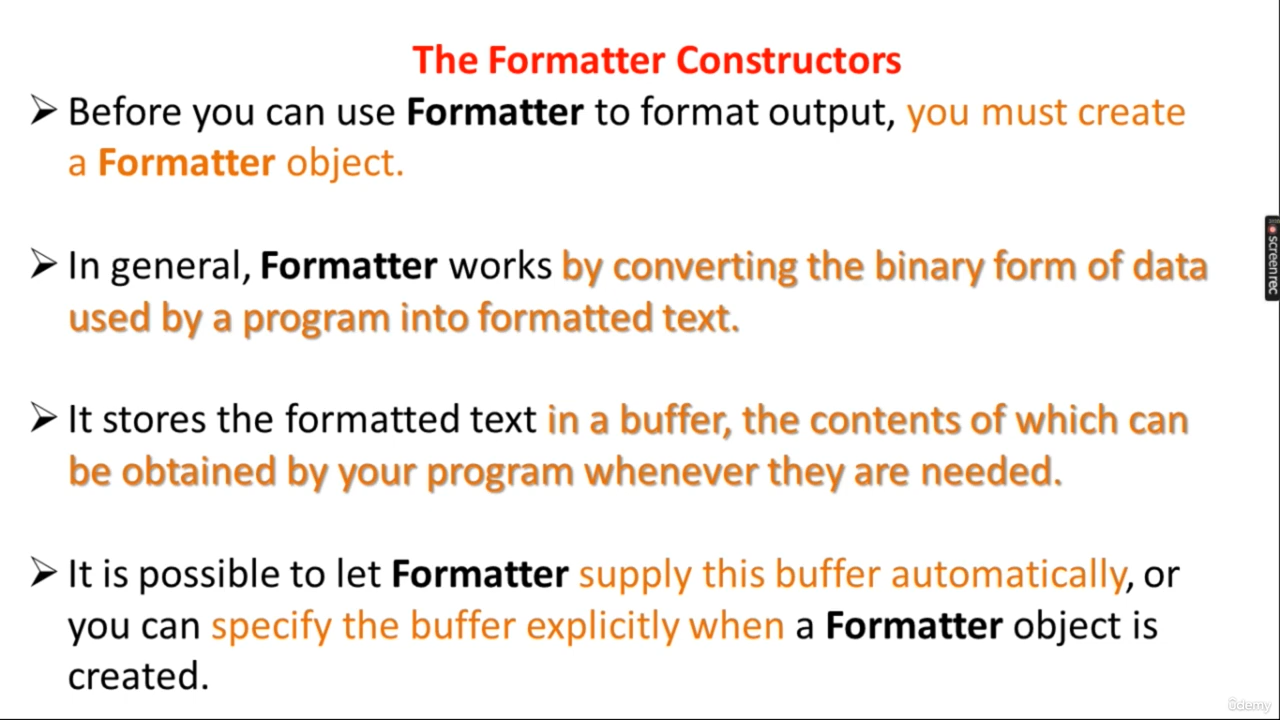 The Formatter Constructors
➢ Before you can use Formatter to format output, you must create
a Formatter object.
➢ In general, Formatter works by converting the binary form of data
used by a program into formatted text.
➢ It stores the formatted text in a buffer, the contents of which can
be obtained by your program whenever they are needed.
➢ It is possible to let Formatter supply this buffer automatically, or
you can specify the buffer explicitly when a Formatter object is
created.
screenrec
ûdemy